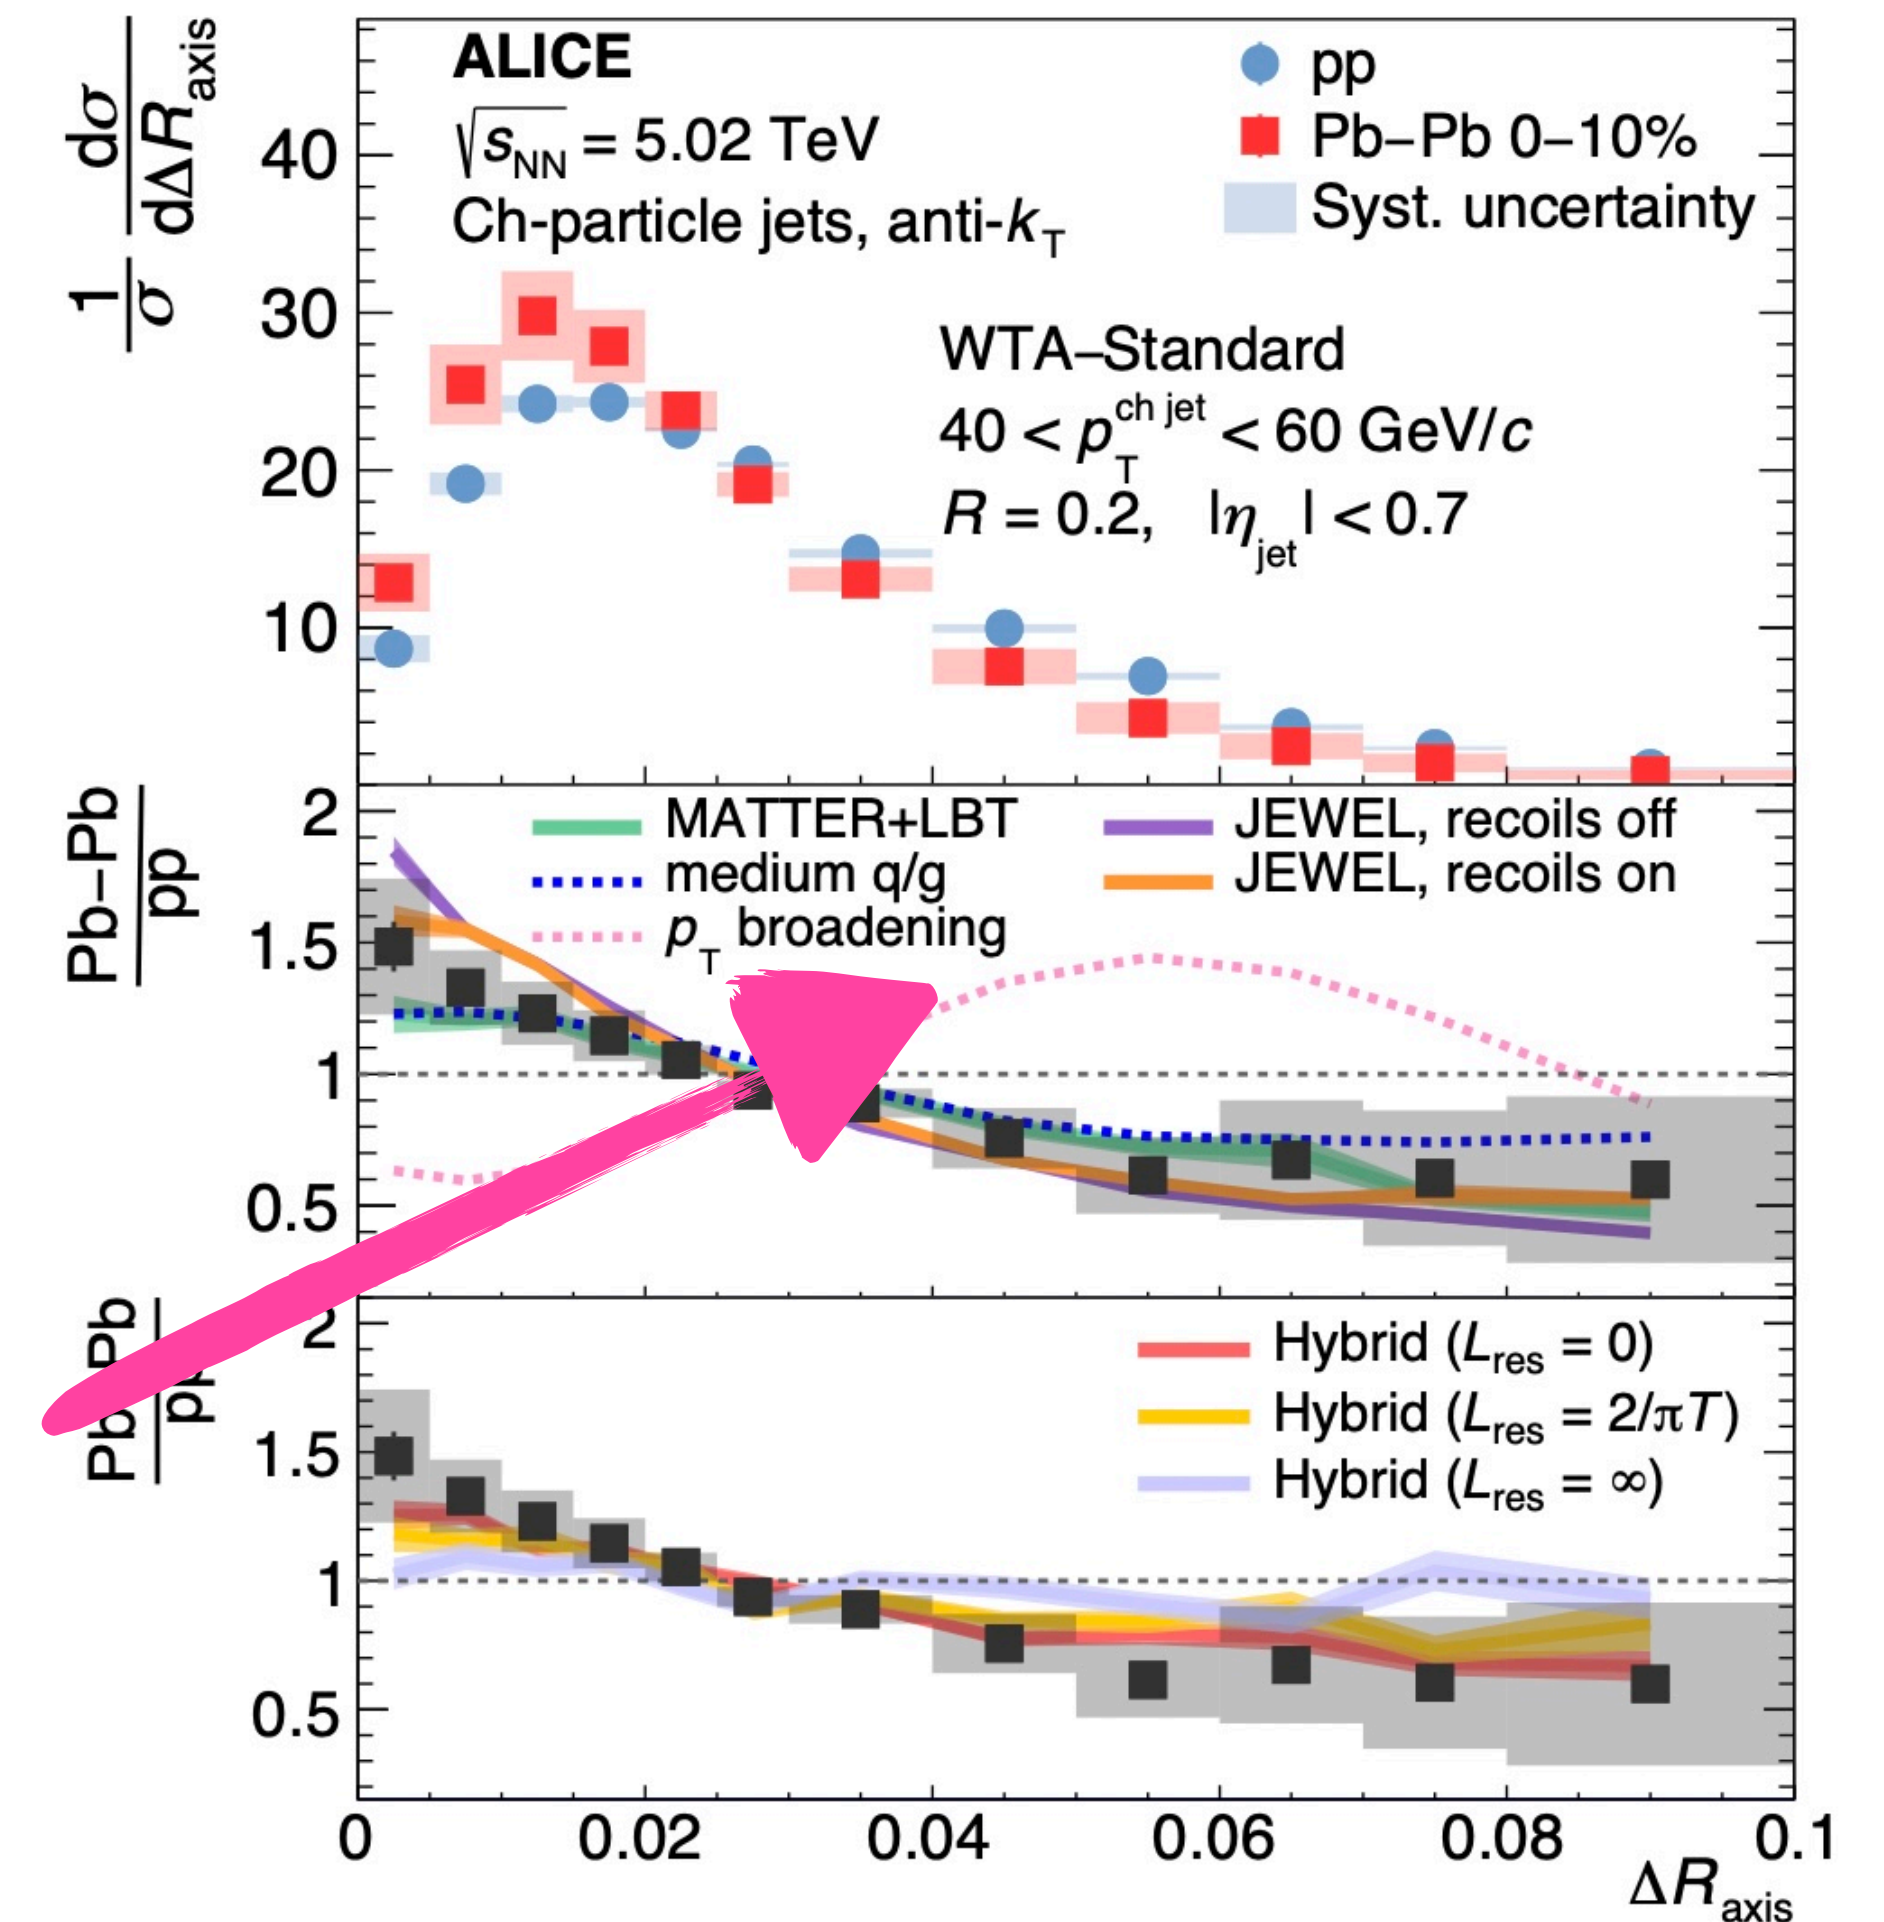 1/σ dσ/dΔR_axis
ALICE
√s_NN = 5.02 TeV
Ch-particle jets, anti-k_T
pp
Pb–Pb 0–10%
Syst. uncertainty
WTA–Standard
40 < p_T^ch jet < 60 GeV/c
R = 0.2, |η_jet| < 0.7
40
30
20
10
Pb–Pb
pp
MATTER+LBT
medium q/g
p_T broadening
JEWEL, recoils off
JEWEL, recoils on
2
1.5
1
0.5
Pb Pb
p
Hybrid (L_res = 0)
Hybrid (L_res = 2/πT)
Hybrid (L_res = ∞)
2
1.5
1
0.5
0 0.02 0.04 0.06 0.08 0.1
ΔR_axis